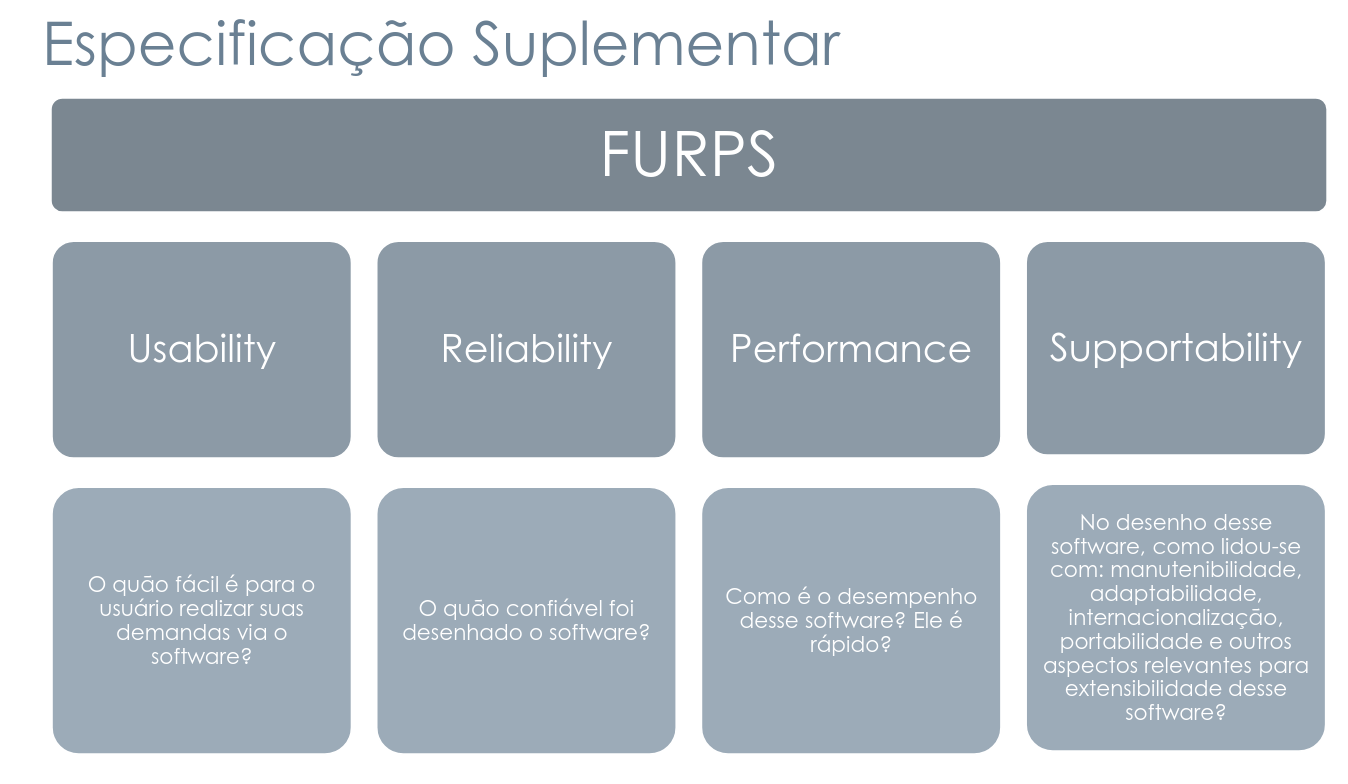 Especificação Suplementar
FURPS
Usability
Reliability
Performance
Supportability
O quão fácil é para o
usuário realizar suas
demandas via o
software?
O quão confiável foi
desenhado o software?
Como é o desempenho
desse software? Ele é
rápido?
No desenho desse
software, como lidou-se
com: manutenibilidade,
adaptabilidade,
internacionalização,
portabilidade e outros
aspectos relevantes para
extensibilidade desse
software?